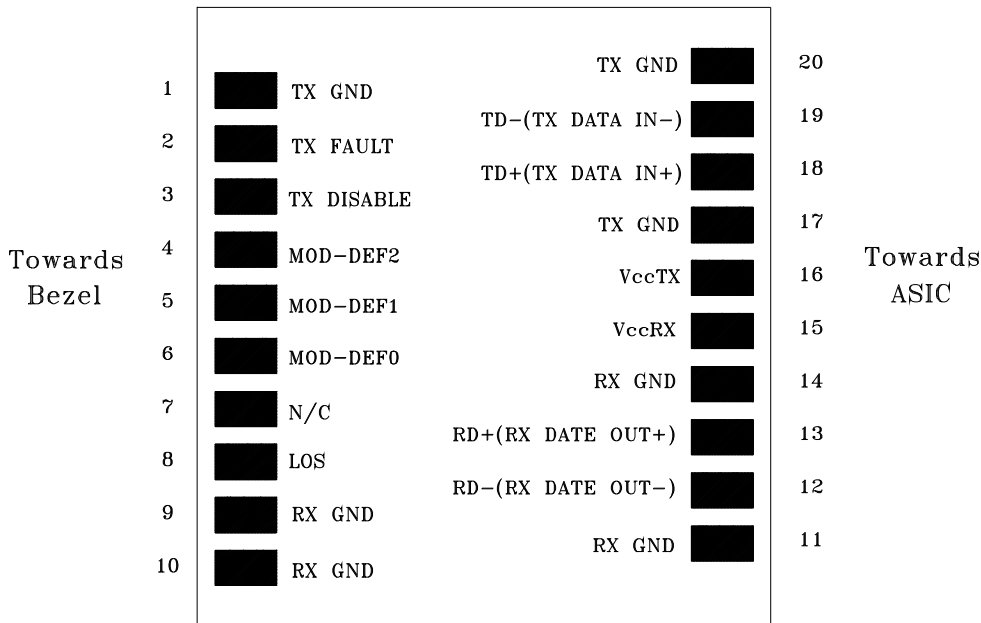 Towards
Bezel
1 TX GND
2 TX FAULT
3 TX DISABLE
4 MOD-DEF2
5 MOD-DEF1
6 MOD-DEF0
7 N/C
8 LOS
9 RX GND
10 RX GND
TX GND 20
TD-(TX DATA IN-) 19
TD+(TX DATA IN+) 18
TX GND 17
VccTX 16
VccRX 15
RX GND 14
RD+(RX DATE OUT+) 13
RD-(RX DATE OUT-) 12
RX GND 11
Towards
ASIC